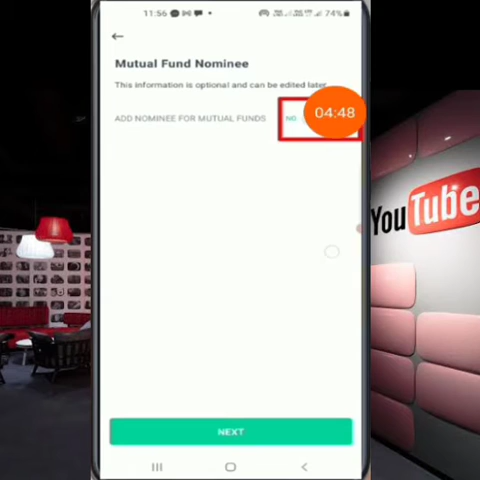 11:56
74%
Mutual Fund Nominee
This information is optional and can be edited later
ADD NOMINEE FOR MUTUAL FUNDS NO
04:48
YouTube
NEXT